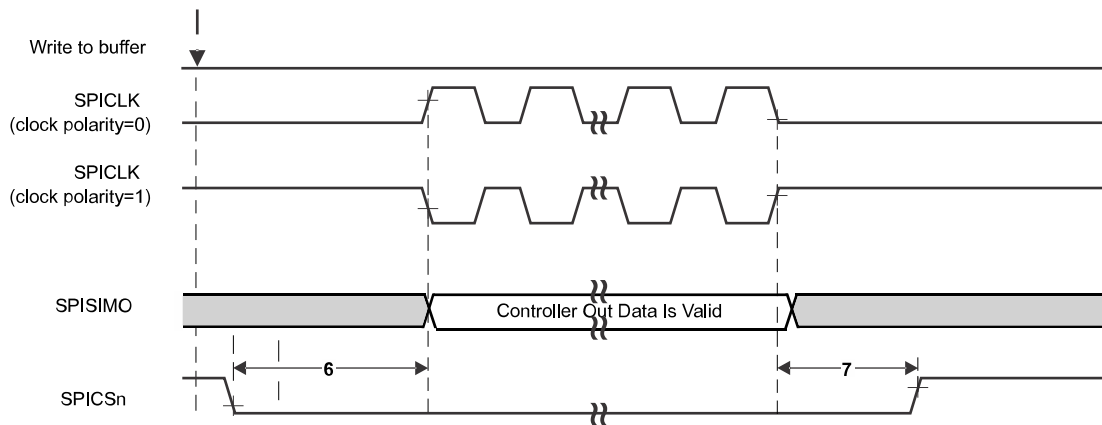 Write to buffer
SPICLK
(clock polarity=0)
SPICLK
(clock polarity=1)
SPISIMO
Controller Out Data Is Valid
6
7
SPICSn